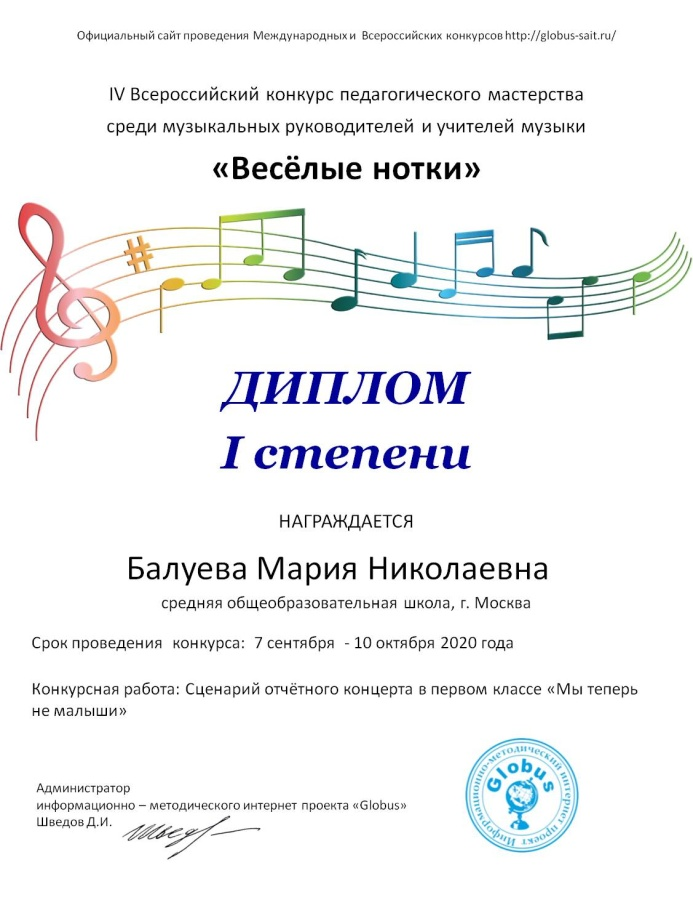 Официальный сайт проведения Международных и Всероссийских конкурсов http://globus-sait.ru/
IV Всероссийский конкурс педагогического мастерства
среди музыкальных руководителей и учителей музыки
«Весёлые нотки»
ДИПЛОМ
I степени
НАГРАЖДАЕТСЯ
Балуева Мария Николаевна
средняя общеобразовательная школа, г. Москва
Срок проведения конкурса: 7 сентября - 10 октября 2020 года
Конкурсная работа: Сценарий отчётного концерта в первом классе «Мы теперь
не малыши»
Администратор
информационно – методического интернет проекта «Globus»
Шведов Д.И.
Шведов
Информационно-методический интернет проект
Globus